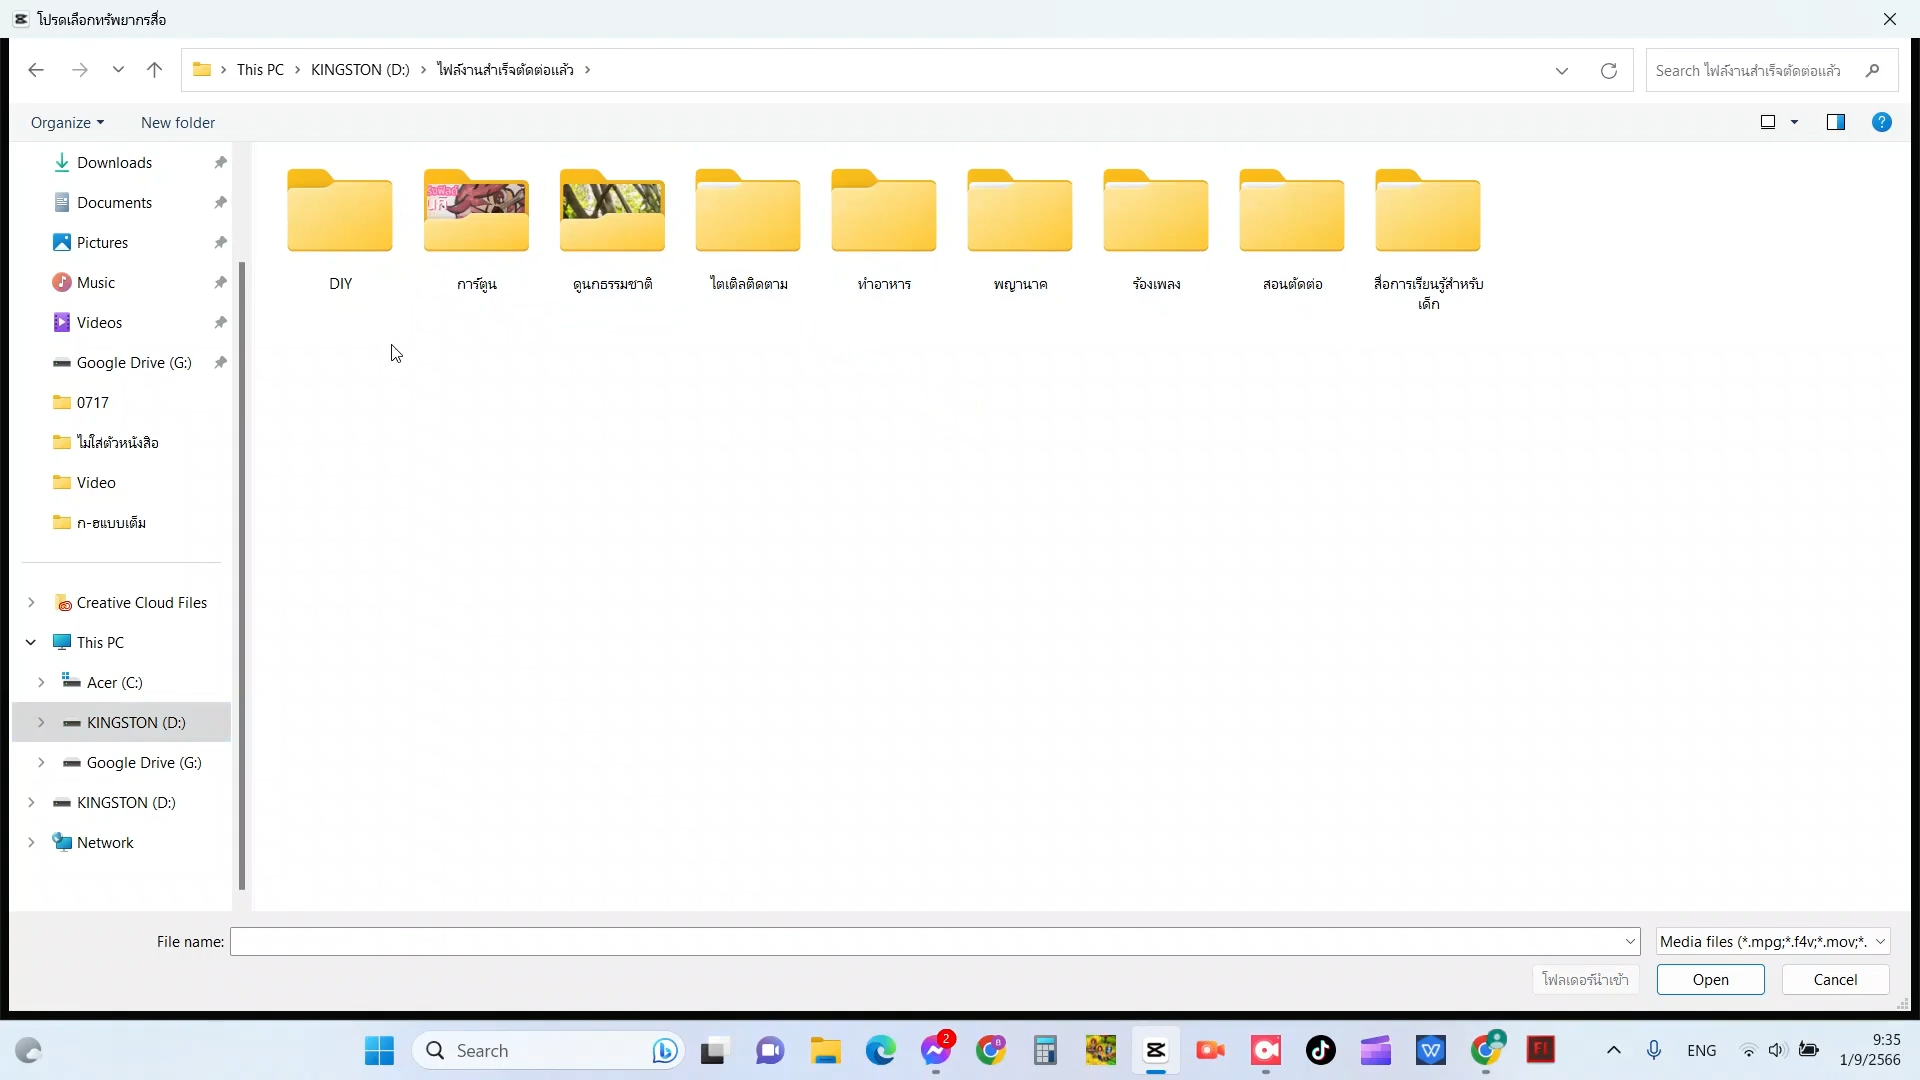 โปรดเลือกทรัพยากรสื่อ
This PC > KINGSTON (D:) > ไฟล์งานสำเร็จตัดต่อแล้ว >
Search ไฟล์งานสำเร็จตัดต่อแล้ว
Organize
New folder
Downloads
Documents
Pictures
Music
Videos
Google Drive (G:)
0717
ไม่ใส่ตัวหนังสือ
Video
ก-ฮแบบเต็ม
Creative Cloud Files
This PC
Acer (C:)
KINGSTON (D:)
Google Drive (G:)
KINGSTON (D:)
Network
DIY
การ์ตูน
ดูนกธรรมชาติ
ไตเติลติดตาม
ทำอาหาร
พญานาค
ร้องเพลง
สอนตัดต่อ
สื่อการเรียนรู้สำหรับ
เด็ก
File name:
Media files (*.mpg;*.f4v;*.mov;*.
โฟลเดอร์นำเข้า
Open
Cancel
Search
2
ENG
9:35
1/9/2566